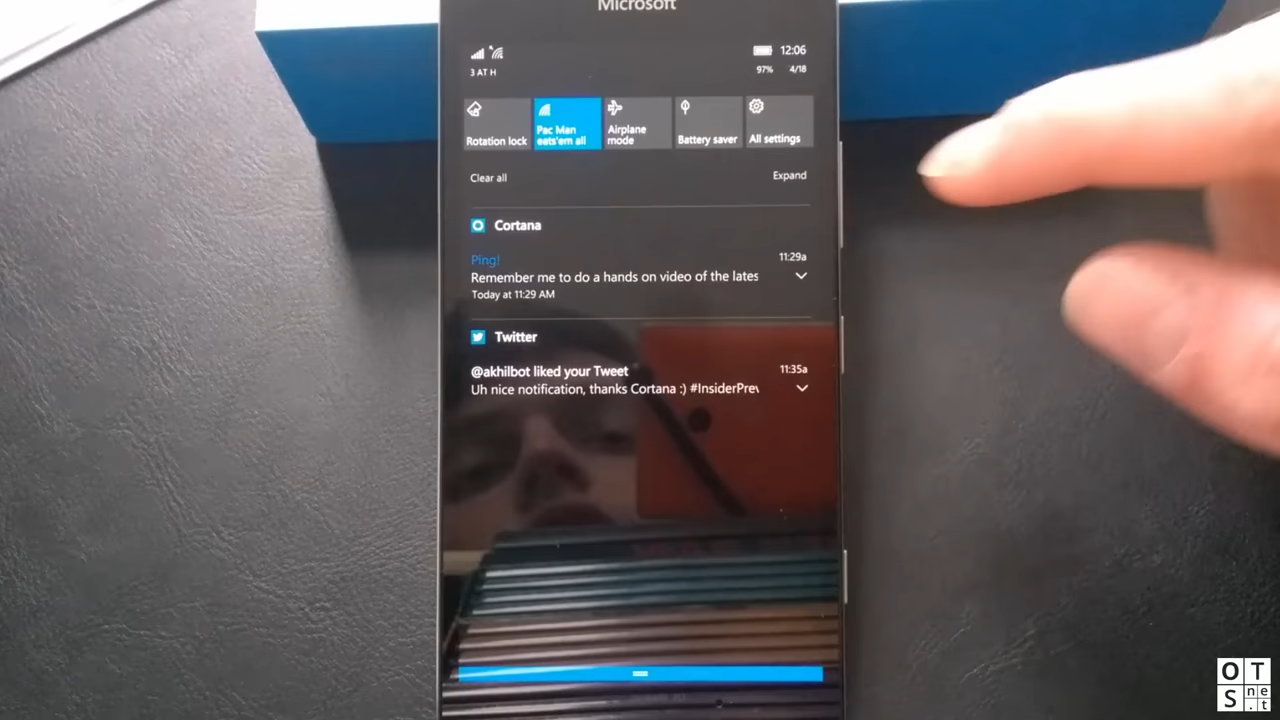 Microsoft
12:06
3 AT H
97% 4/18
Rotation lock
Pac Man
eats'em all
Airplane
mode
Battery saver
All settings
Clear all
Expand
Cortana
Ping!
11:29a
Remember me to do a hands on video of the lates
Today at 11:29 AM
Twitter
@akhilbot liked your Tweet
11:35a
Uh nice notification, thanks Cortana :) #InsiderPrev
OTS
net